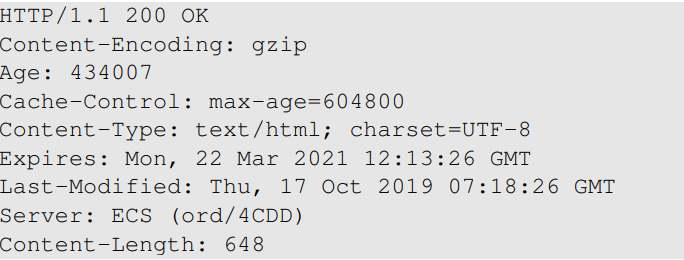 HTTP/1.1 200 OK
Content-Encoding: gzip
Age: 434007
Cache-Control: max-age=604800
Content-Type: text/html; charset=UTF-8
Expires: Mon, 22 Mar 2021 12:13:26 GMT
Last-Modified: Thu, 17 Oct 2019 07:18:26 GMT
Server: ECS (ord/4CDD)
Content-Length: 648